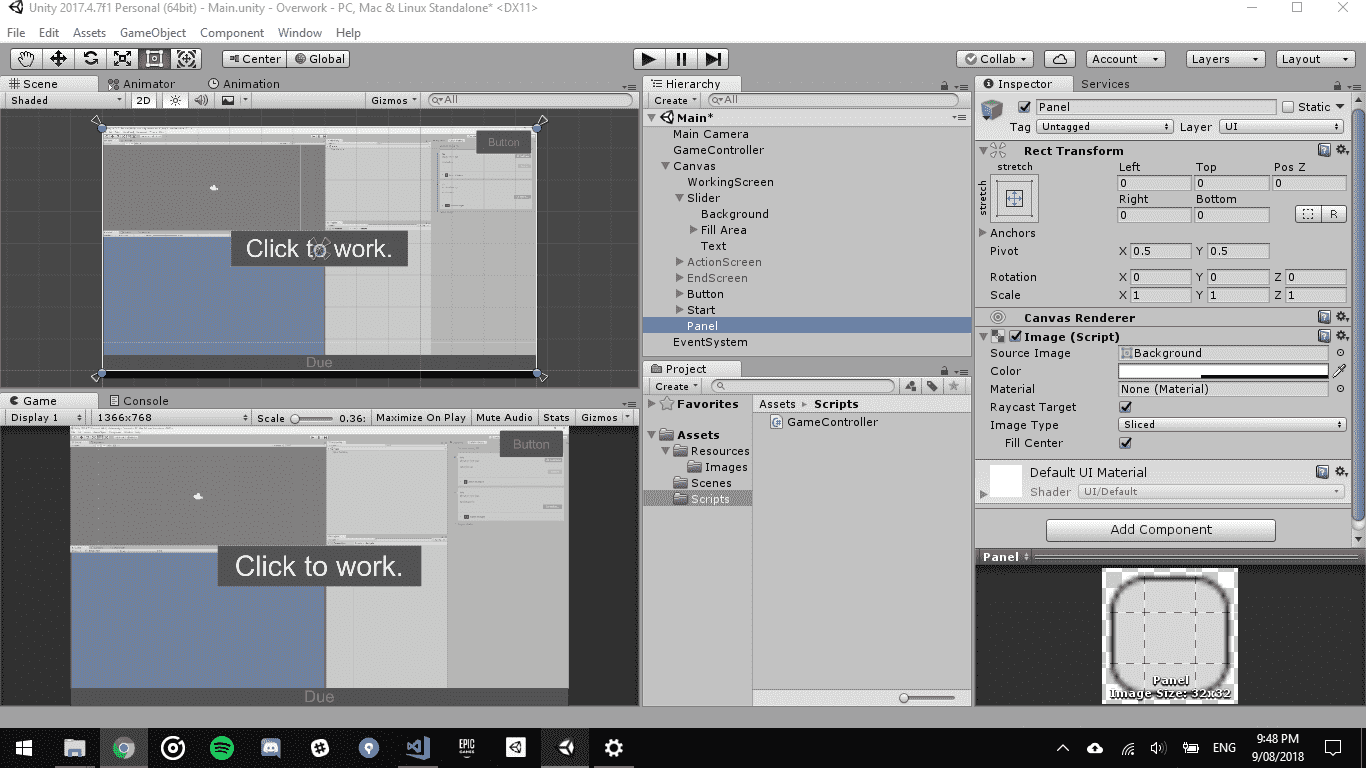 Unity 2017.4.7f1 Personal (64bit) - Main.unity - Overwork - PC, Mac & Linux Standalone* <DX11>
File Edit Assets GameObject Component Window Help
Center Global Collab Account Layers Layout
Scene Animator Animation
Shaded 2D Gizmos All
Button
Click to work.
Due
Game Console
Display 1 1366x768 Scale 0.36: Maximize On Play Mute Audio Stats Gizmos
Button
Click to work.
Due
Hierarchy
Create All
Main*
Main Camera
GameController
Canvas
WorkingScreen
Slider
Background
Fill Area
Text
ActionScreen
EndScreen
Button
Start
Panel
EventSystem
Project
Create
Favorites
Assets
Resources
Images
Scenes
Scripts
Assets Scripts
GameController
Inspector Services
Panel Static
Tag Untagged Layer UI
Rect Transform
stretch Left Top Pos Z
stretch
0 0 0
Right Bottom
0 0 R
Anchors
Pivot X 0.5 Y 0.5
Rotation X 0 Y 0 Z 0
Scale X 1 Y 1 Z 1
Canvas Renderer
Image (Script)
Source Image Background
Color
Material None (Material)
Raycast Target
Image Type Sliced
Fill Center
Default UI Material
Shader UI/Default
Add Component
Panel
Panel
Image Size: 32x32
EPIC
GAMES
ENG
9:48 PM
9/08/2018